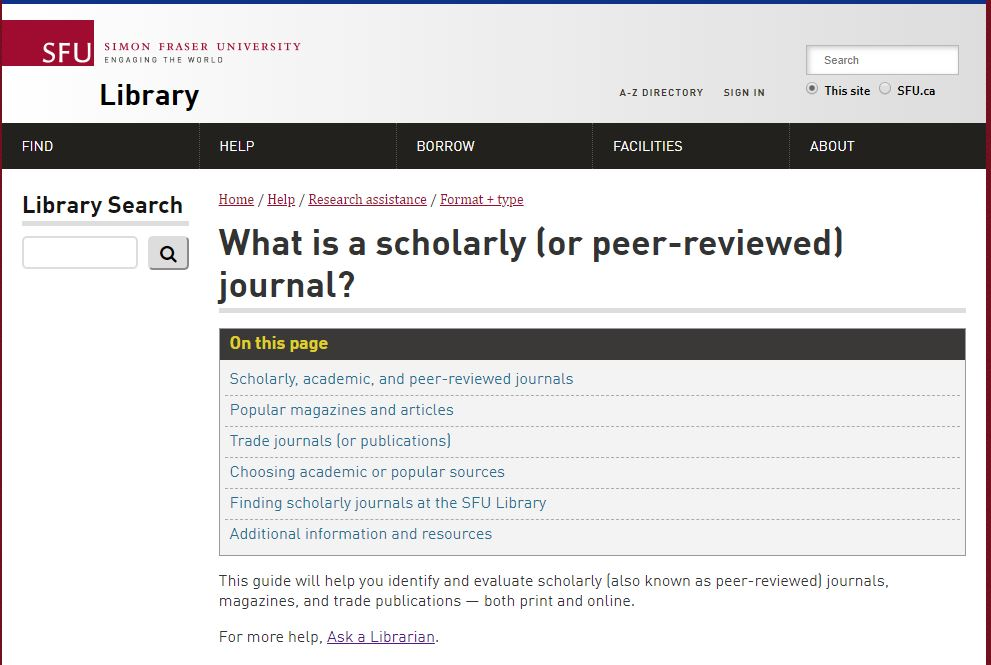 SFU
SIMON FRASER UNIVERSITY
ENGAGING THE WORLD
Library
A-Z DIRECTORY SIGN IN
Search
This site SFU.ca
FIND HELP BORROW FACILITIES ABOUT
Library Search
Home / Help / Research assistance / Format + type
What is a scholarly (or peer-reviewed)
journal?
On this page
Scholarly, academic, and peer-reviewed journals
Popular magazines and articles
Trade journals (or publications)
Choosing academic or popular sources
Finding scholarly journals at the SFU Library
Additional information and resources
This guide will help you identify and evaluate scholarly (also known as peer-reviewed) journals,
magazines, and trade publications — both print and online.
For more help, Ask a Librarian.